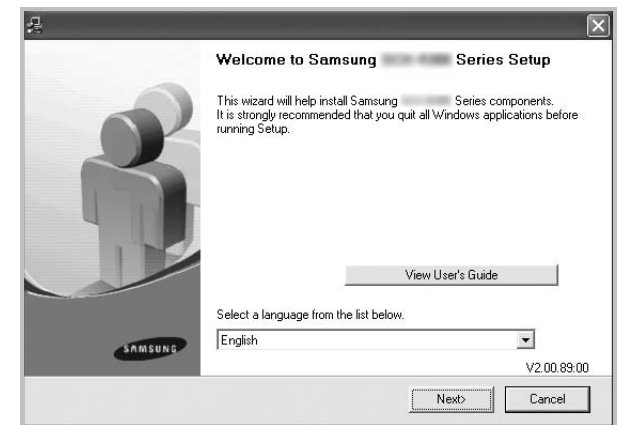 Welcome to Samsung Series Setup
This wizard will help install Samsung Series components.
It is strongly recommended that you quit all Windows applications before
running Setup.
View User's Guide
Select a language from the list below.
English
SAMSUNG
V2.00.89:00
Next>
Cancel